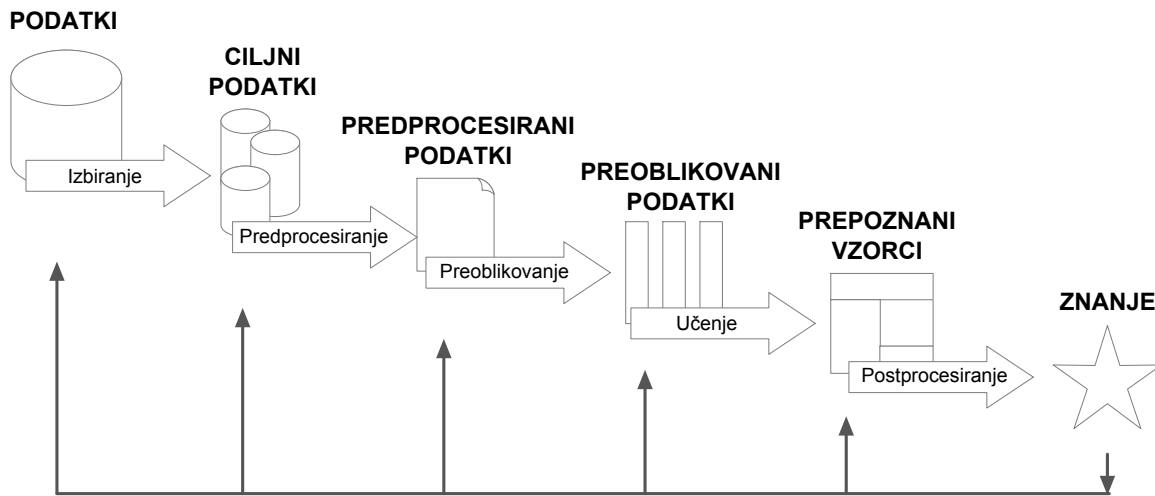 PODATKI
Izbiranje
CILJNI
PODATKI
Predprocesiranje
PREDPROCESIRANI
PODATKI
Preoblikovanje
PREOBLIKOVANI
PODATKI
Učenje
PREPOZNANI
VZORCI
Postprocesiranje
ZNANJE